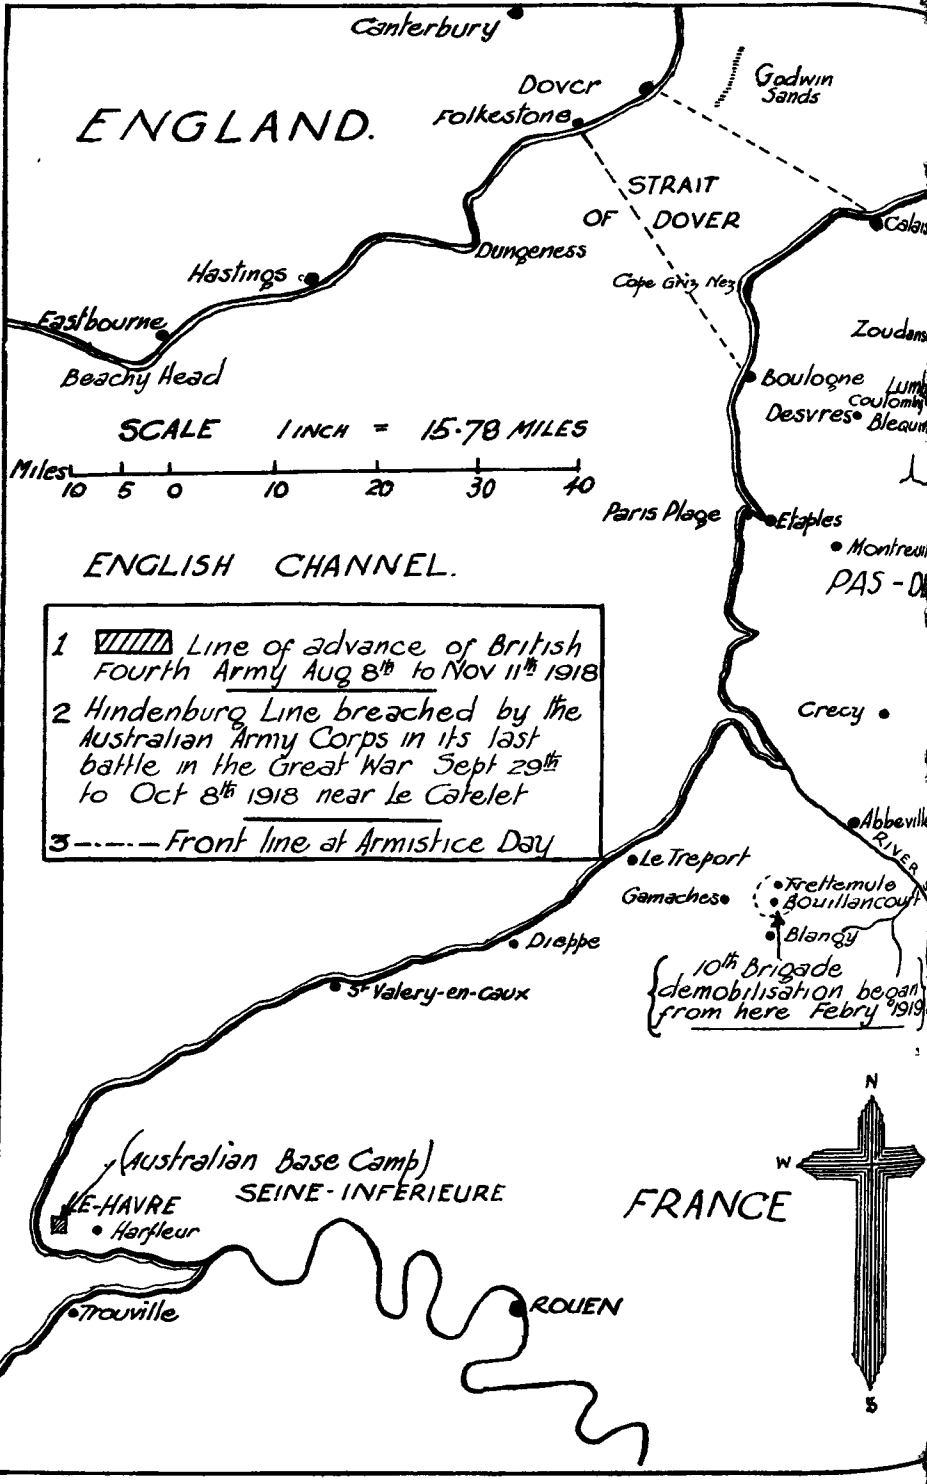 Canterbury
Dover
Folkestone
Godwin
Sands
ENGLAND.
STRAIT
OF DOVER
Calais
Dungeness
Hastings
Cape Griz Nez
Eastbourne
Beachy Head
Boulogne
Desvres
SCALE 1 INCH = 15·78 MILES
Miles
10 5 0 10 20 30 40
Paris Plage
Etaples
ENGLISH CHANNEL.
PAS-D
1 Line of advance of British
Fourth Army Aug 8th to Nov 11th 1918
2 Hindenburg Line breached by the
Australian Army Corps in its last
battle in the Great War Sept 29th
to Oct 8th 1918 near Le Catelet
3 -·-·- Front line at Armistice Day
Crecy
Abbeville
RIVER
Le Treport
Gamaches
Frettemule
Bouillancourt
Blangy
Dieppe
St Valery-en-Caux
10th Brigade
demobilisation began
from here Febry 1919
(Australian Base Camp)
SEINE-INFERIEURE
LE-HAVRE
Harfleur
FRANCE
N
W
S
Trouville
ROUEN